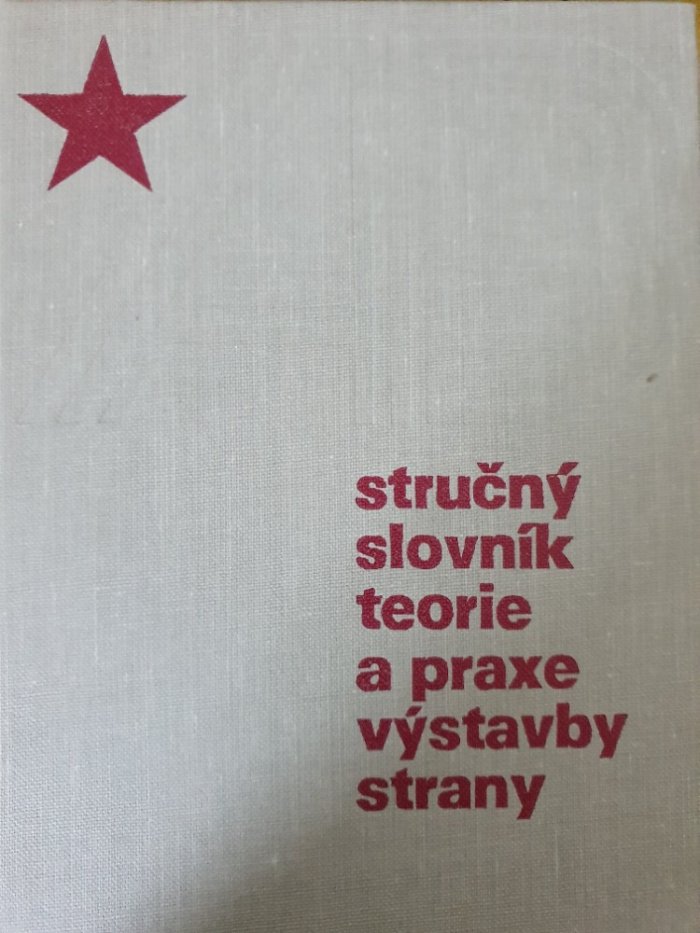 stručný
slovník
teorie
a praxe
výstavby
strany